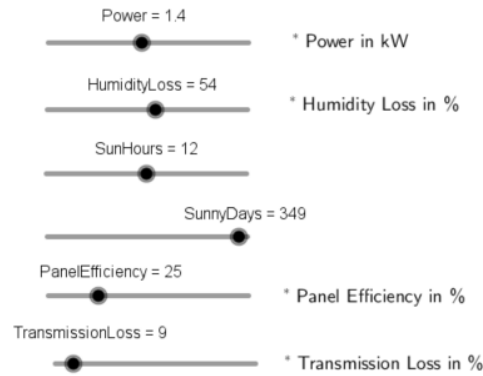 Power = 1.4
* Power in kW
HumidityLoss = 54
* Humidity Loss in %
SunHours = 12
SunnyDays = 349
PanelEfficiency = 25
* Panel Efficiency in %
TransmissionLoss = 9
* Transmission Loss in %